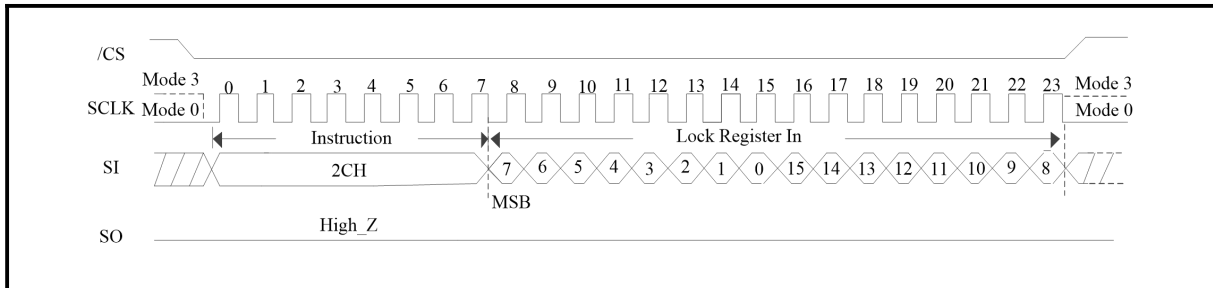 /CS
Mode 3 0 1 2 3 4 5 6 7 8 9 10 11 12 13 14 15 16 17 18 19 20 21 22 23 Mode 3
SCLK Mode 0 Mode 0
Instruction Lock Register In
SI 2CH 7 6 5 4 3 2 1 0 15 14 13 12 11 10 9 8
MSB
High_Z
SO